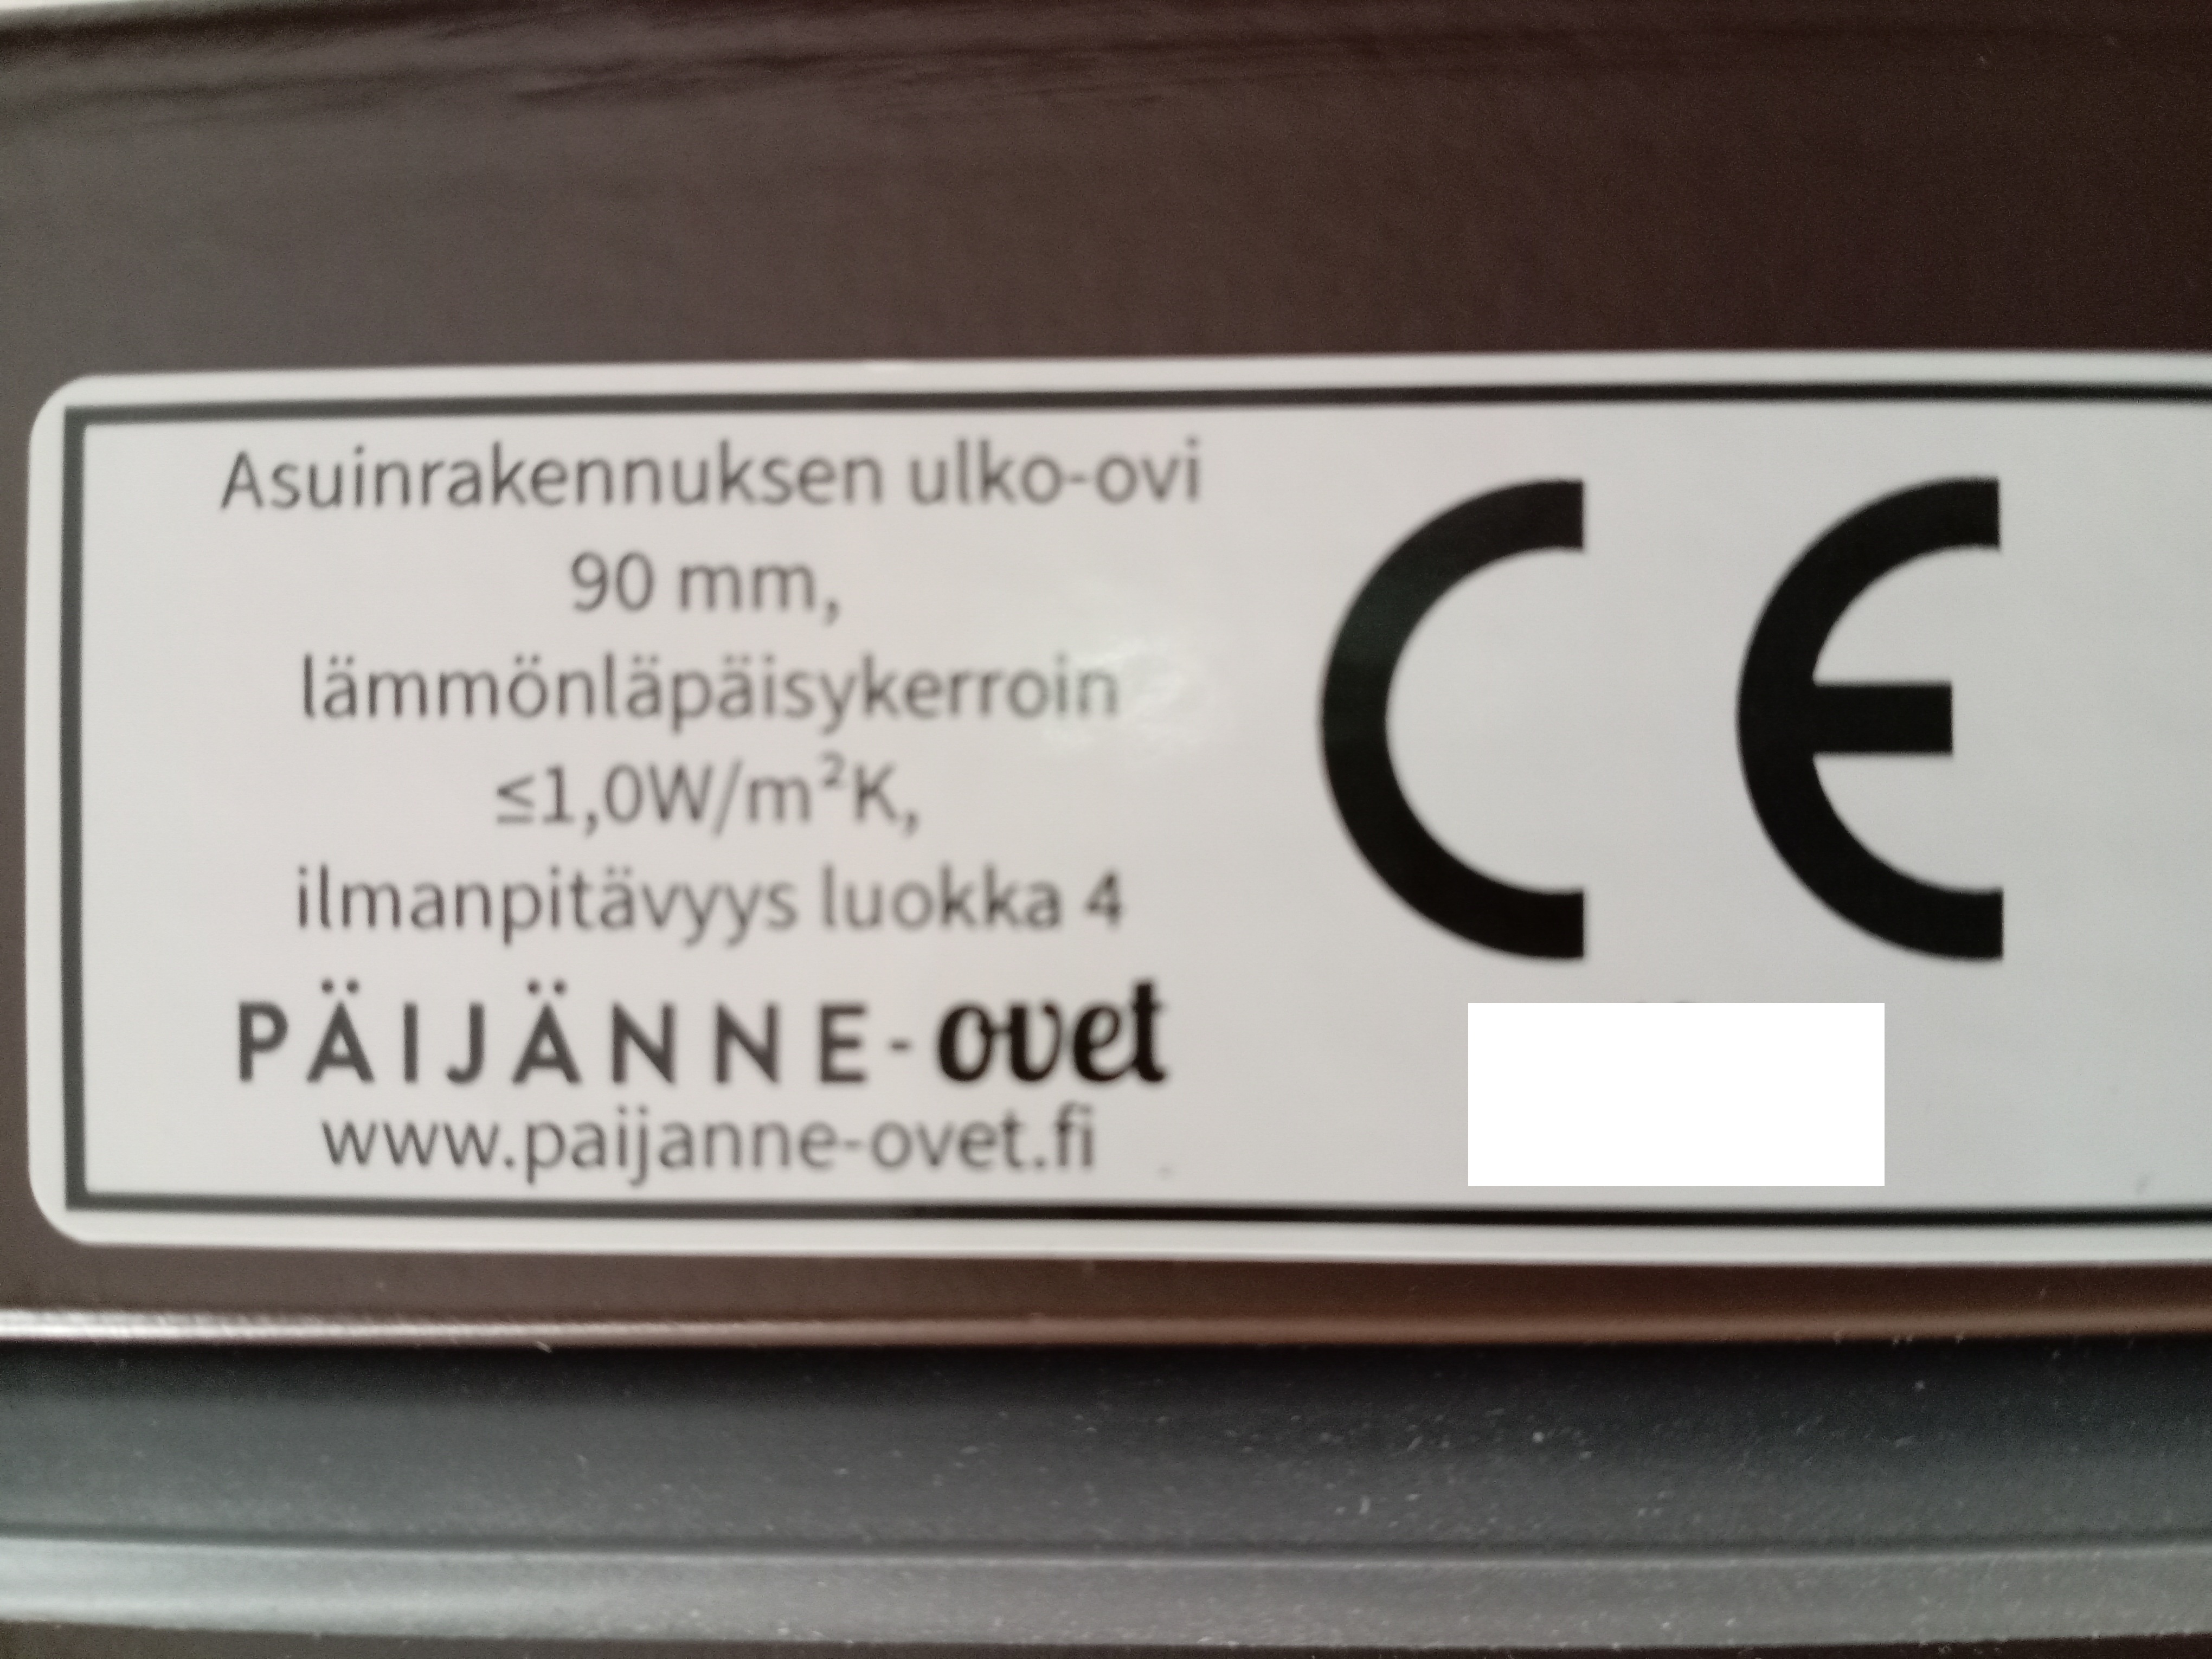 Asuinrakennuksen ulko-ovi
90 mm,
lämmönläpäisykerroin
≤1,0W/m²K,
ilmanpitävyys luokka 4
PÄIJÄNNE-ovet
www.paijanne-ovet.fi
CE